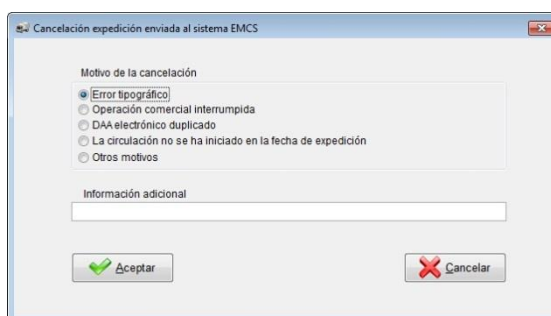 Cancelación expedición enviada al sistema EMCS
Motivo de la cancelación
Error tipográfico
Operación comercial interrumpida
DAA electrónico duplicado
La circulación no se ha iniciado en la fecha de expedición
Otros motivos
Información adicional
Aceptar
Cancelar